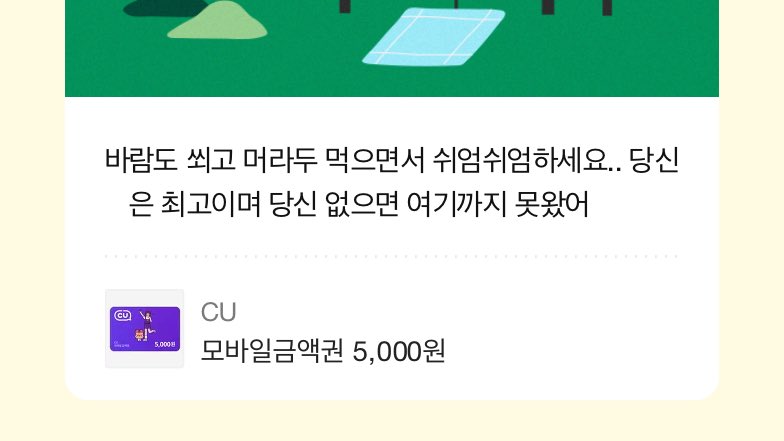 바람도 쐬고 머라두 먹으면서 쉬엄쉬엄하세요.. 당신
은 최고이며 당신 없으면 여기까지 못왔어
CU
5,000원
CU
모바일금액권 5,000원